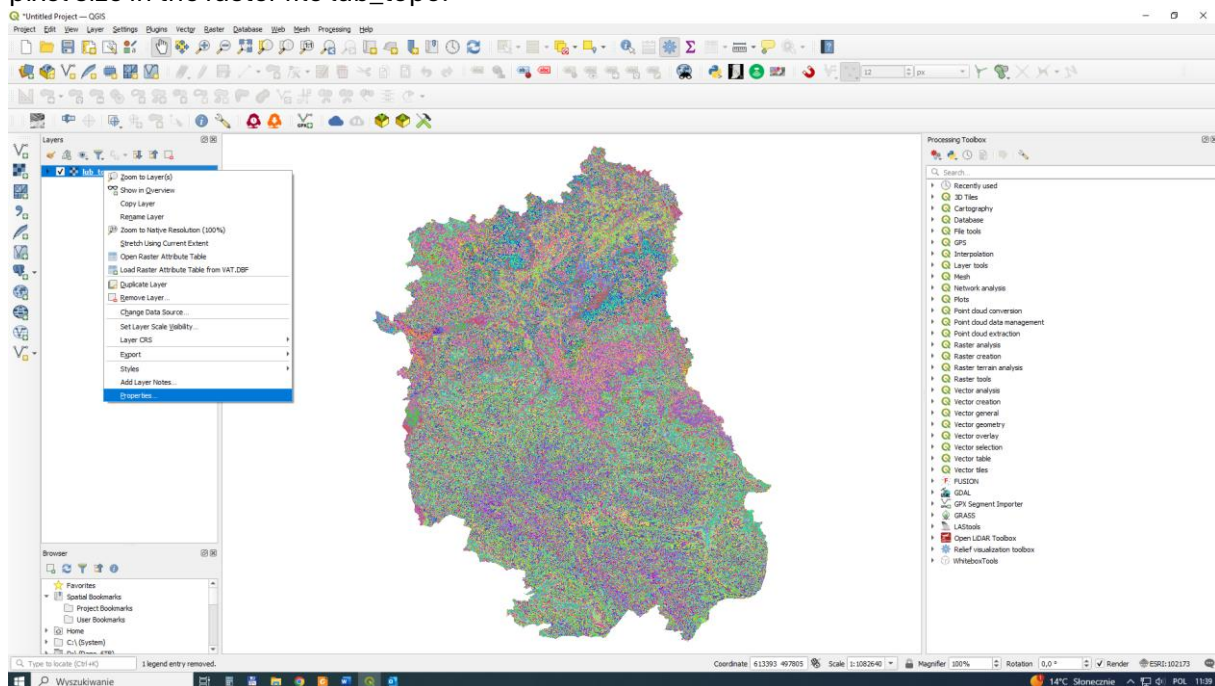 "Untitled Project — QGIS
Project Edit View Layer Settings Plugins Vector Raster Database Web Mesh Processing Help
12 px
Layers
Processing Toolbox
Zoom to Layer(s)
Show in Overview
Copy Layer
Rename Layer
Zoom to Native Resolution (100%)
Stretch Using Current Extent
Open Raster Attribute Table
Load Raster Attribute Table from VAT.DBF
Duplicate Layer
Remove Layer...
Change Data Source...
Set Layer Scale Visibility...
Layer CRS
Export
Styles
Add Layer Notes...
Properties...
Search...
Recently used
3D Tiles
Cartography
Database
File tools
GPS
Interpolation
Layer tools
Mesh
Network analysis
Plots
Point cloud conversion
Point cloud data management
Point cloud extraction
Raster analysis
Raster creation
Raster terrain analysis
Raster tools
Vector analysis
Vector creation
Vector general
Vector geometry
Vector overlay
Vector selection
Vector table
Vector tiles
FUSION
GDAL
GPX Segment Importer
GRASS
LAStools
Open LiDAR Toolbox
Relief visualization toolbox
WhiteboxTools
Browser
Favorites
Spatial Bookmarks
Project Bookmarks
User Bookmarks
Home
C:\ (System)
Type to locate (Ctrl+K) 1 legend entry removed. Coordinate 613393 497805 Scale 1:1082640 Magnifier 100% Rotation 0,0 ° Render ESRI:102173
Wyszukiwanie 14°C Słonecznie POL 11:39